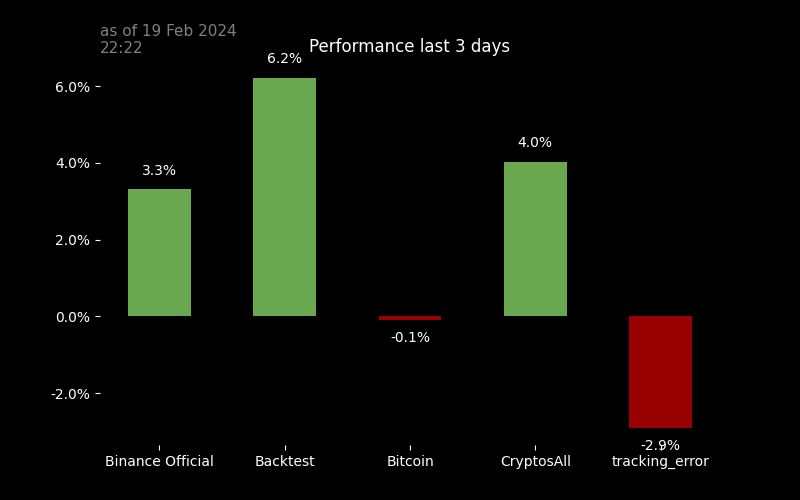 as of 19 Feb 2024
22:22
Performance last 3 days
6.0%
4.0%
2.0%
0.0%
-2.0%
3.3%
6.2%
-0.1%
4.0%
-2.9%
Binance Official
Backtest
Bitcoin
CryptosAll
tracking_error